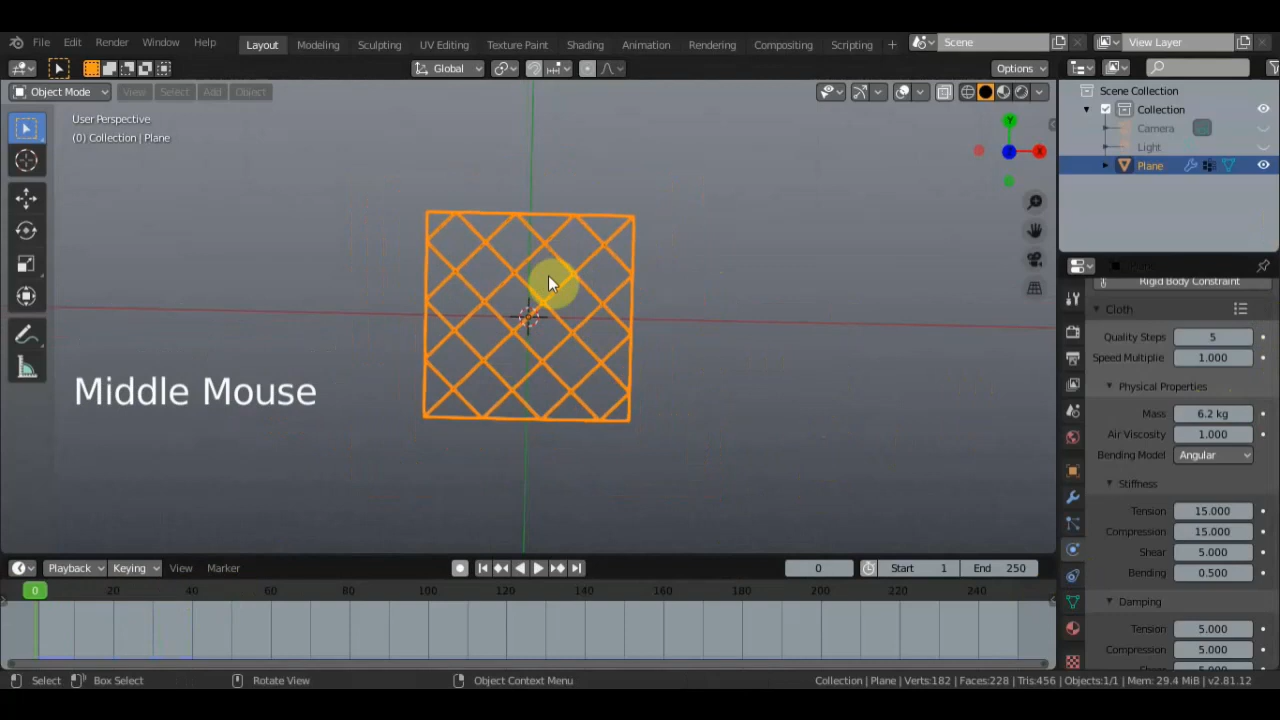 File Edit Render Window Help Layout Modeling Sculpting UV Editing Texture Paint Shading Animation Rendering Compositing Scripting + Scene View Layer
Global Options
Object Mode View Select Add Object
User Perspective
(0) Collection | Plane
Y
Z X
Middle Mouse
Scene Collection
Collection
Camera
Light
Plane
Rigid Body Constraint
Cloth
Quality Steps 5
Speed Multiplie 1.000
Physical Properties
Mass 6.2 kg
Air Viscosity 1.000
Bending Model Angular
Stiffness
Tension 15.000
Compression 15.000
Shear 5.000
Bending 0.500
Damping
Tension 5.000
Compression 5.000
Playback Keying View Marker 0 Start 1 End 250
0 20 40 60 80 100 120 140 160 180 200 220 240
Select Box Select Rotate View Object Context Menu Collection | Plane | Verts:182 | Faces:228 | Tris:456 | Objects:1/1 | Mem: 29.4 MiB | v2.81.12